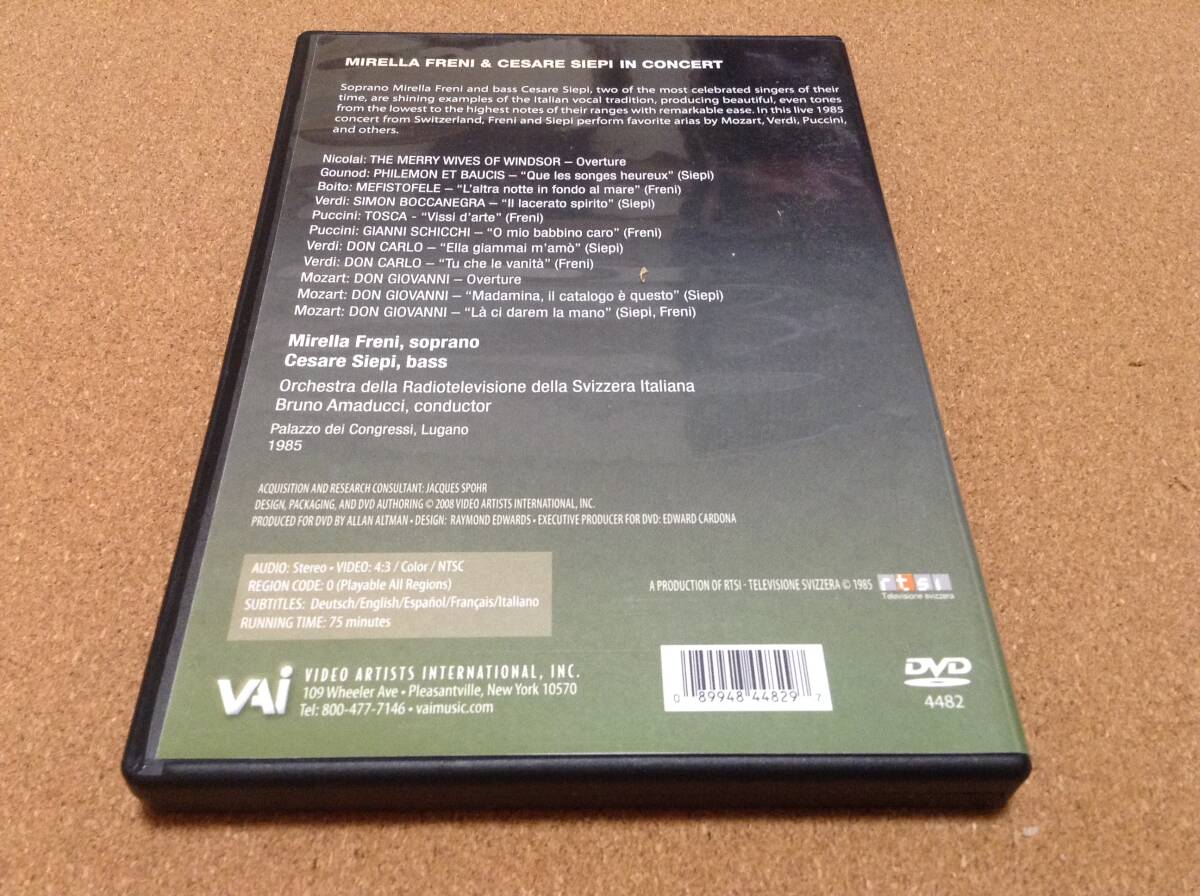 MIRELLA FRENI & CESARE SIEPI IN CONCERT
Soprano Mirella Freni and bass Cesare Siepi, two of the most celebrated singers of their
time, are shining examples of the Italian vocal tradition, producing beautiful, even tones
from the lowest to the highest notes of their ranges with remarkable ease. In this live 1985
concert from Switzerland, Freni and Siepi perform favorite arias by Mozart, Verdi, Puccini,
and others.
Nicolai: THE MERRY WIVES OF WINDSOR – Overture
Gounod: PHILEMON ET BAUCIS – “Que les songes heureux” (Siepi)
Boito: MEFISTOFELE – “L'altra notte in fondo al mare” (Freni)
Verdi: SIMON BOCCANEGRA – “Il lacerato spirito” (Siepi)
Puccini: TOSCA - “Vissi d'arte” (Freni)
Puccini: GIANNI SCHICCHI – “O mio babbino caro” (Freni)
Verdi: DON CARLO – “Ella giammai m'amò” (Siepi)
Verdi: DON CARLO – “Tu che le vanità” (Freni)
Mozart: DON GIOVANNI – Overture
Mozart: DON GIOVANNI – “Madamina, il catalogo è questo” (Siepi)
Mozart: DON GIOVANNI – “Là ci darem la mano” (Siepi, Freni)
Mirella Freni, soprano
Cesare Siepi, bass
Orchestra della Radiotelevisione della Svizzera Italiana
Bruno Amaducci, conductor
Palazzo dei Congressi, Lugano
1985
ACQUISITION AND RESEARCH CONSULTANT: JACQUES SPOHR
DESIGN, PACKAGING, AND DVD AUTHORING © 2008 VIDEO ARTISTS INTERNATIONAL, INC.
PRODUCED FOR DVD BY ALLAN ALTMAN • DESIGN: RAYMOND EDWARDS • EXECUTIVE PRODUCER FOR DVD: EDWARD CARDONA
AUDIO: Stereo • VIDEO: 4:3 / Color / NTSC
REGION CODE: 0 (Playable All Regions)
SUBTITLES: Deutsch/English/Español/Français/Italiano
RUNNING TIME: 75 minutes
A PRODUCTION OF RTSI - TELEVISIONE SVIZZERA © 1985
rtsi
Televisione svizzera
VAI
VIDEO ARTISTS INTERNATIONAL, INC.
109 Wheeler Ave • Pleasantville, New York 10570
Tel: 800-477-7146 • vaimusic.com
0 89948 44829 7
DVD
4482